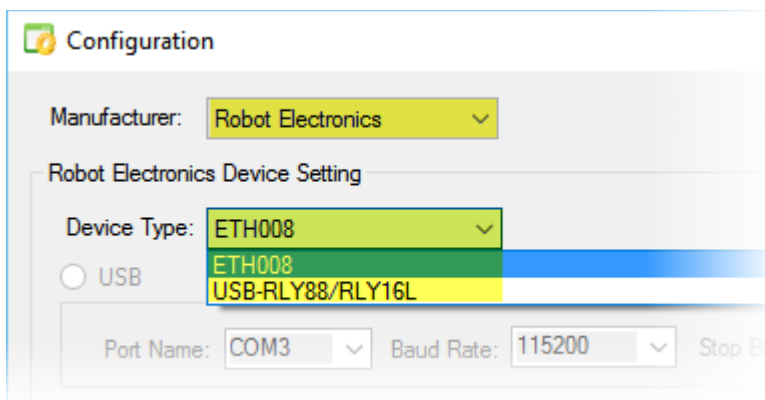 Configuration
Manufacturer: Robot Electronics
Robot Electronics Device Setting
Device Type: ETH008
ETH008
USB
USB-RLY88/RLY16L
Port Name: COM3 Baud Rate: 115200 Stop